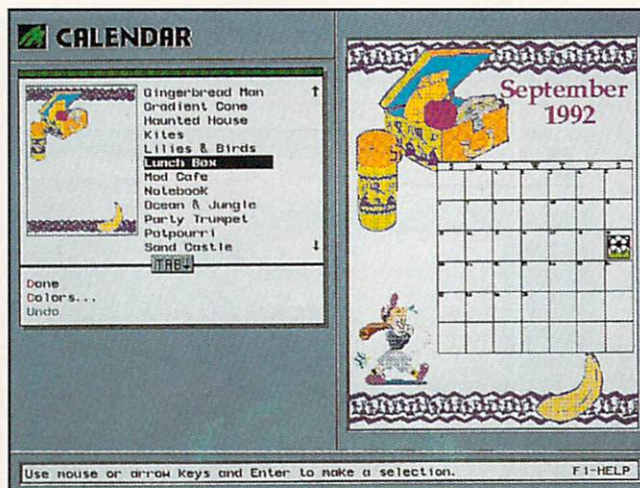 CALENDAR
Gingerbread Man
Gradient Cone
Haunted House
Kites
Lilies & Birds
Lunch Box
Mod Cafe
Notebook
Ocean & Jungle
Party Trumpet
Potpourri
Sand Castle
TAB
Done
Colors...
Undo
September
1992
S M T W T F S
Use mouse or arrow keys and Enter to make a selection.
F1-HELP